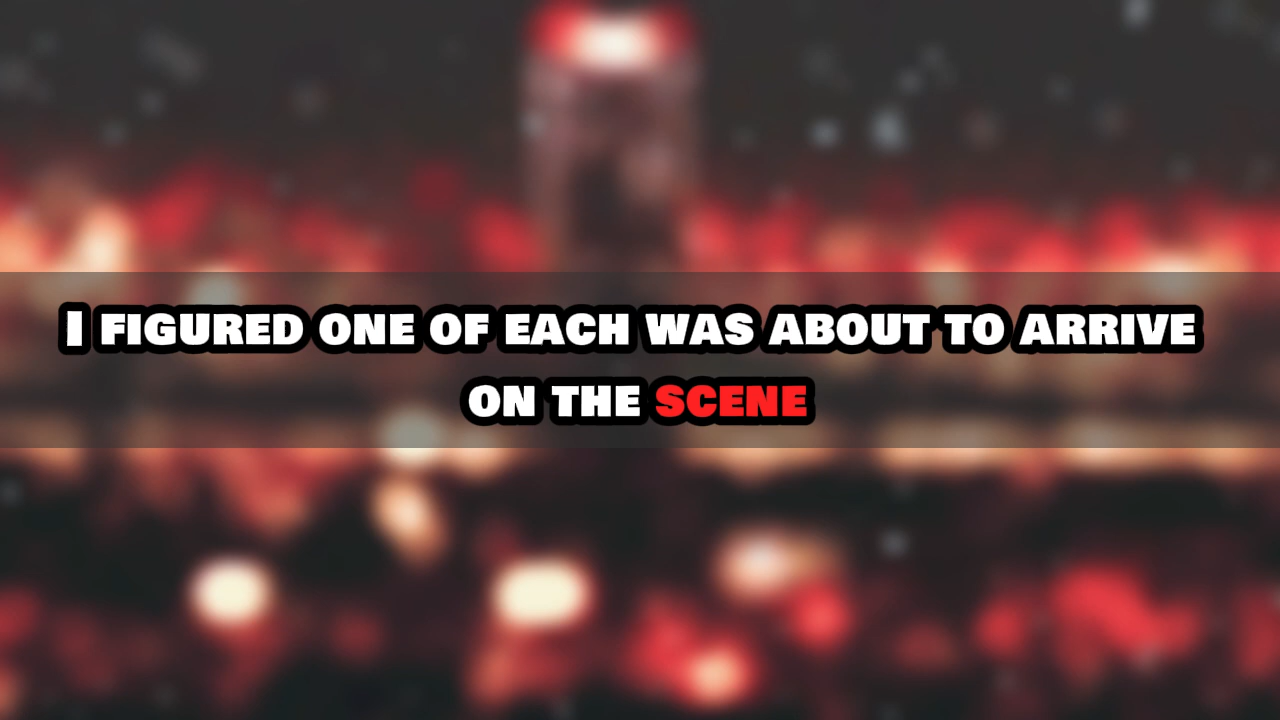 I FIGURED ONE OF EACH WAS ABOUT TO ARRIVE
ON THE SCENE